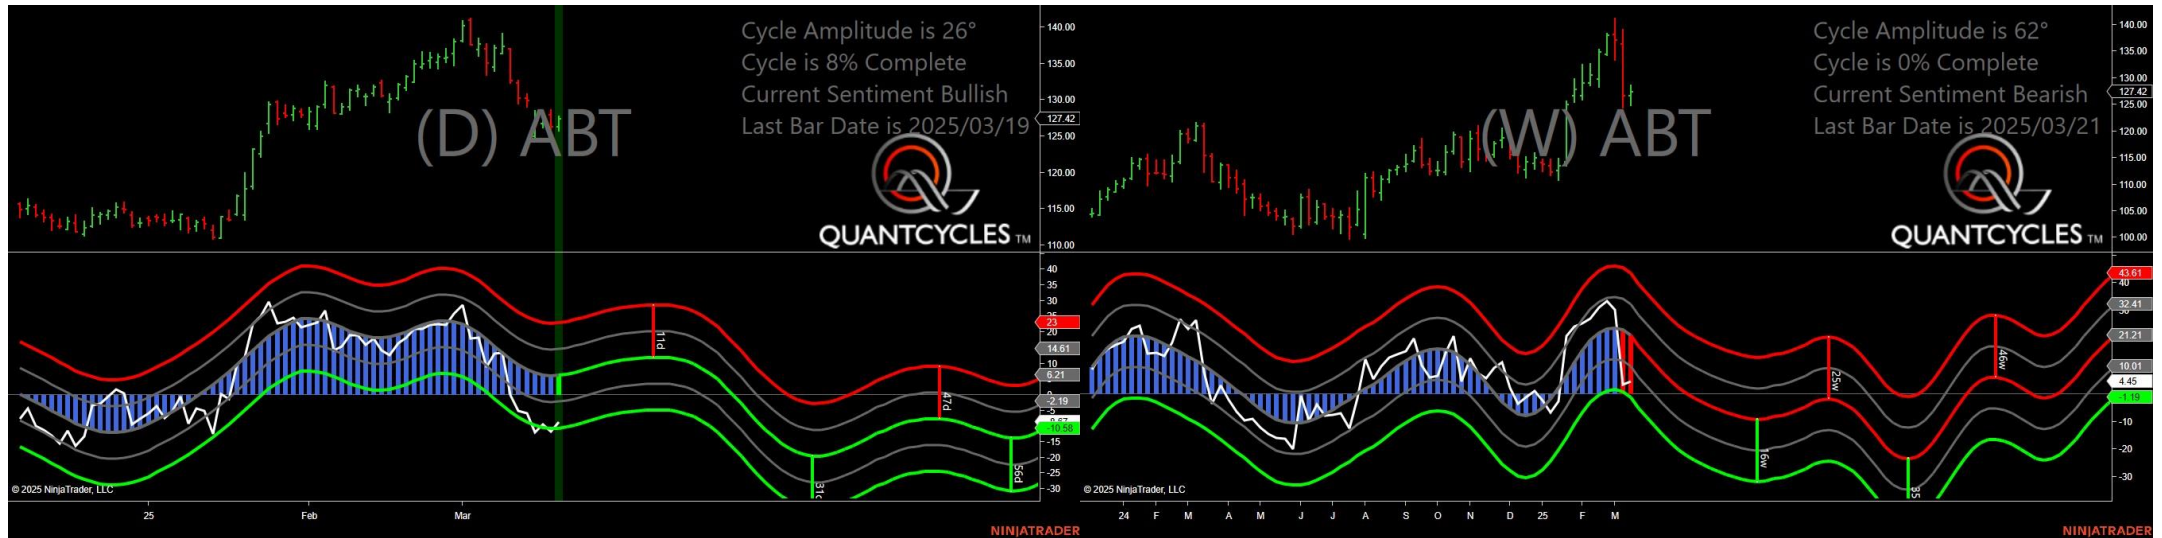 Cycle Amplitude is 26°
Cycle is 8% Complete
Current Sentiment Bullish
Last Bar Date is 2025/03/19
(D) ABT
QUANTCYCLES TM
140.00
135.00
130.00
127.42
125.00
120.00
115.00
110.00
40
35
30
23
20
14.61
10
6.21
-2.19
-5
-10.58
-15
-20
-25
-30
11d
47d
56d
© 2025 NinjaTrader, LLC
25
Feb
Mar
NINJATRADER
Cycle Amplitude is 62°
Cycle is 0% Complete
Current Sentiment Bearish
Last Bar Date is 2025/03/21
(W) ABT
QUANTCYCLES TM
140.00
135.00
130.00
127.42
125.00
120.00
115.00
110.00
105.00
100.00
43.61
40
32.41
30
21.21
10.01
4.45
-1.19
-10
-20
-30
25w
46w
16w
© 2025 NinjaTrader, LLC
24
F
M
A
M
J
J
A
S
O
N
D
25
F
M
NINJATRADER